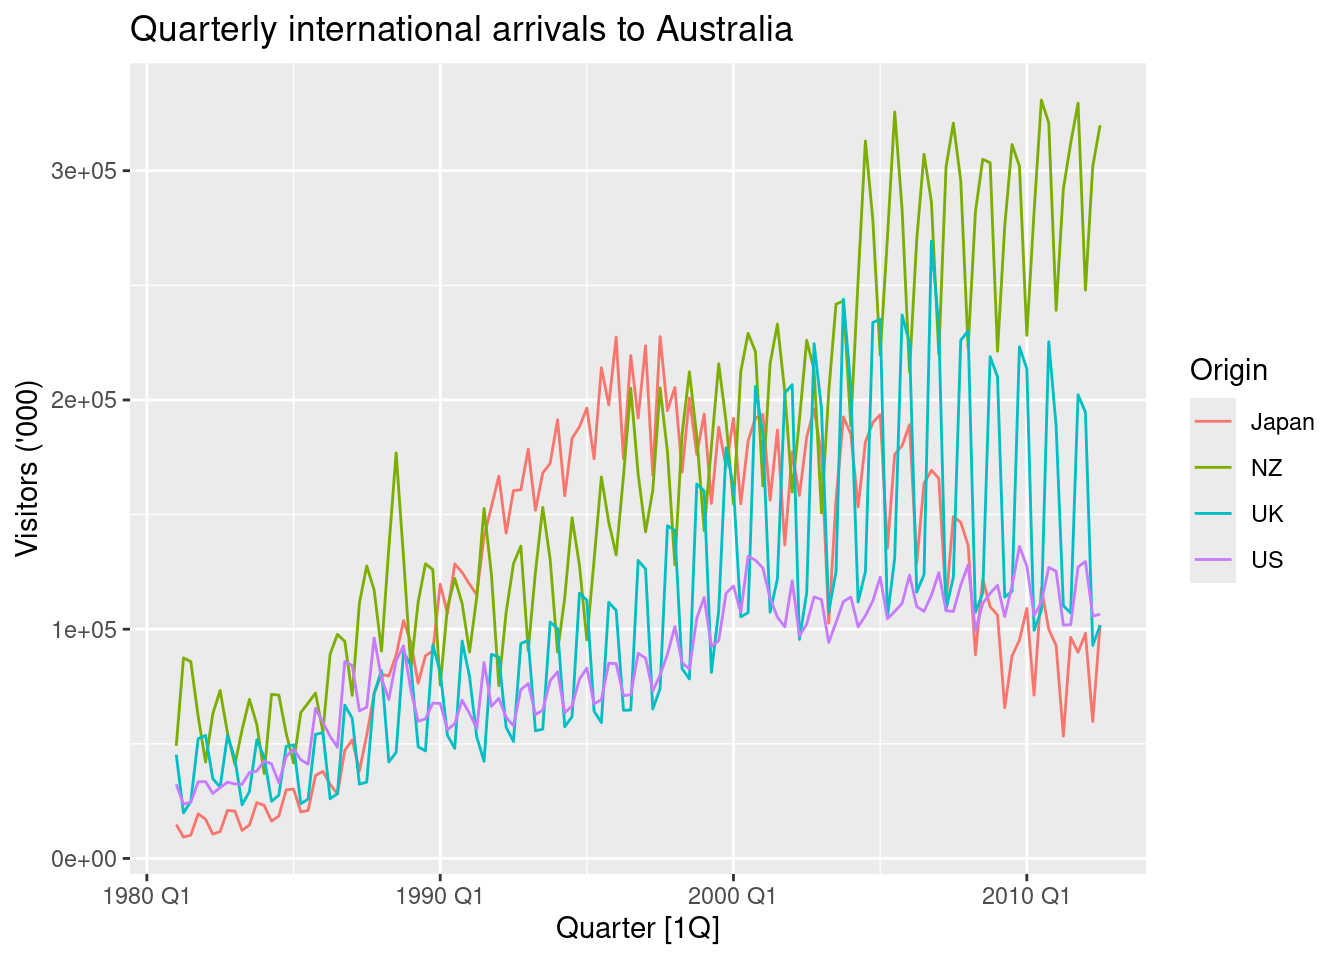 Quarterly international arrivals to Australia
Visitors ('000)
3e+05
2e+05
1e+05
0e+00
1980 Q1
1990 Q1
2000 Q1
2010 Q1
Quarter [1Q]
Origin
Japan
NZ
UK
US